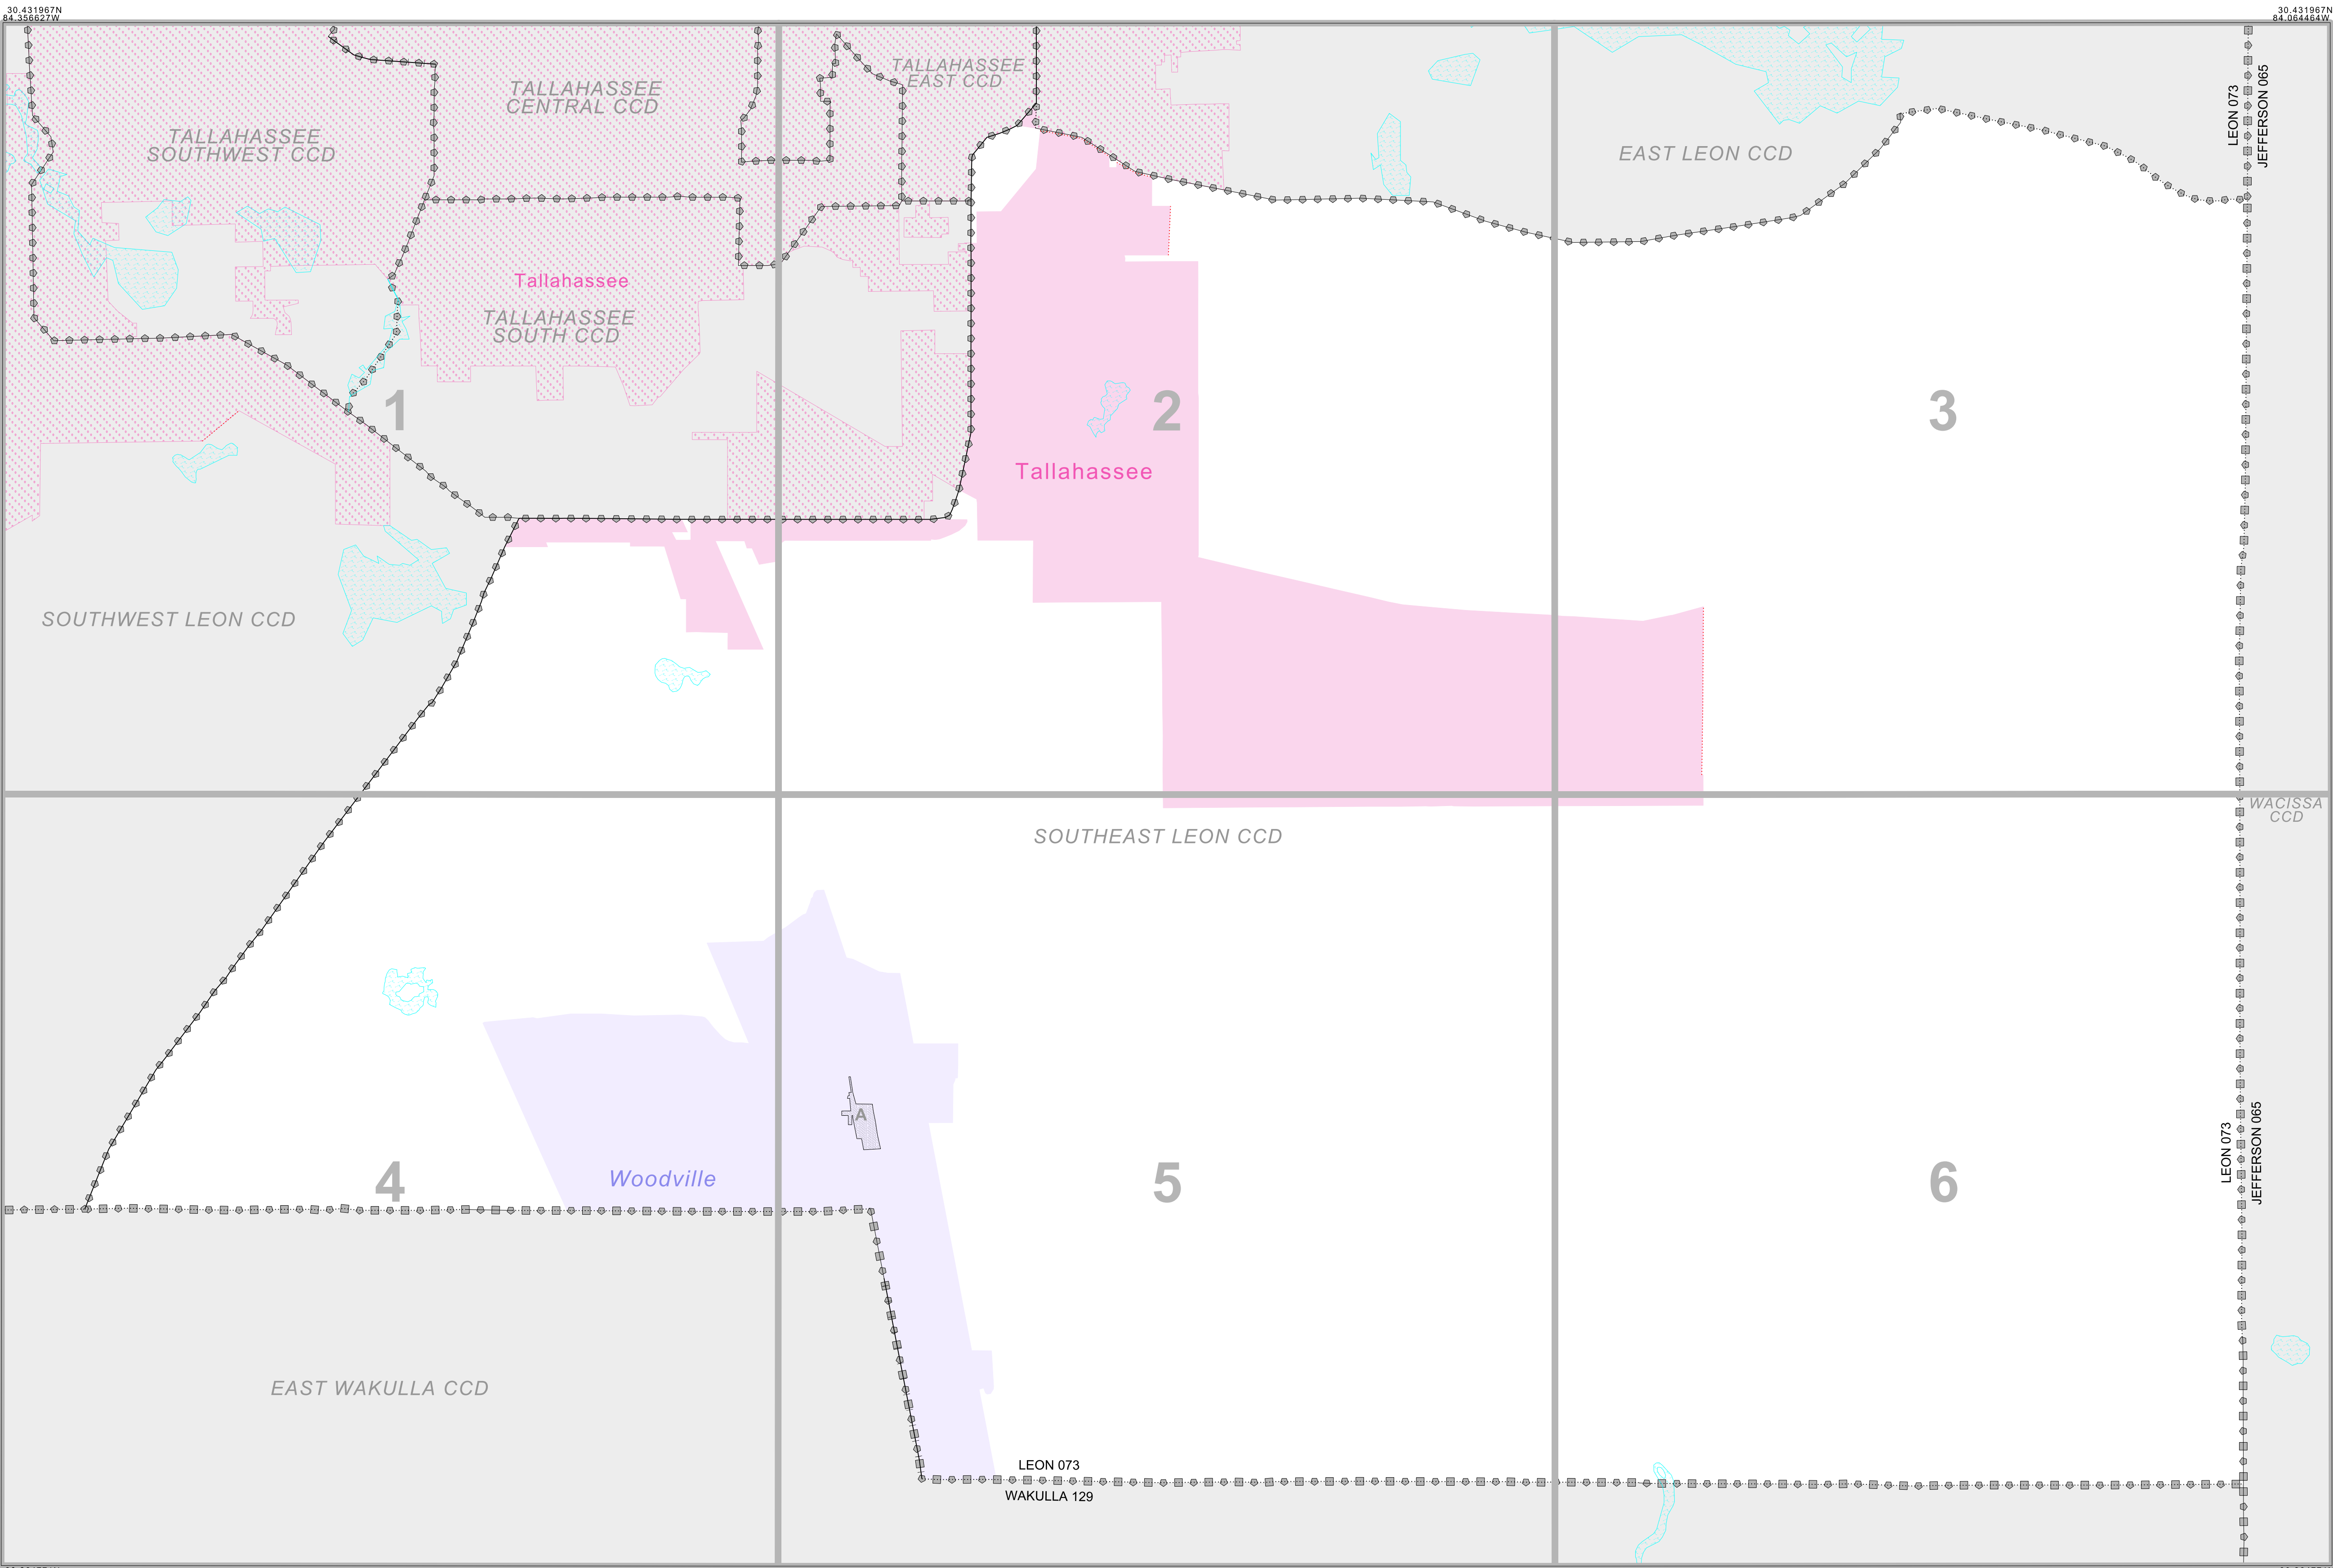 30.431967N
84.356627W
30.431967N
84.064464W
TALLAHASSEE
EAST CCD
TALLAHASSEE
CENTRAL CCD
LEON 073
JEFFERSON 065
TALLAHASSEE
SOUTHWEST CCD
EAST LEON CCD
Tallahassee
TALLAHASSEE
SOUTH CCD
1
2
3
Tallahassee
SOUTHWEST LEON CCD
WACISSA
CCD
SOUTHEAST LEON CCD
A
LEON 073
JEFFERSON 065
Woodville
4
5
6
EAST WAKULLA CCD
LEON 073
WAKULLA 129